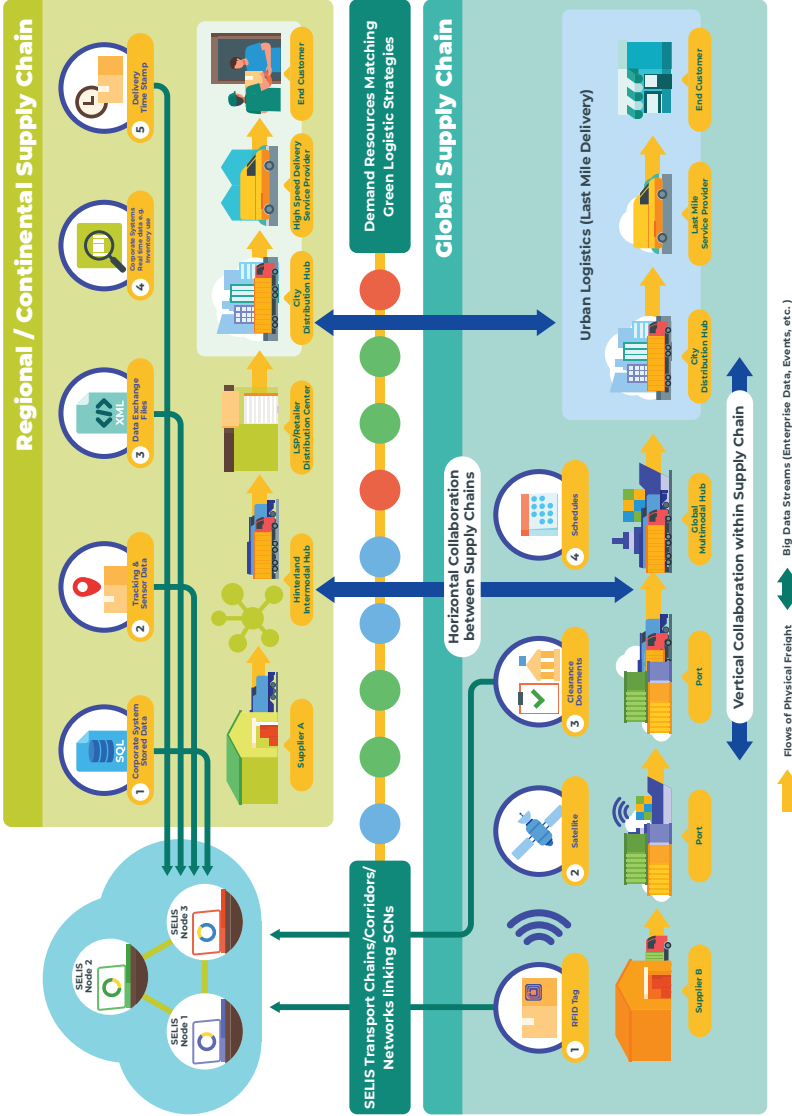 Regional / Continental Supply Chain
SELIS
Node 1
SELIS
Node 2
SELIS
Node 3
SQL
1
Corporate System
Stored Data
2
Tracking &
Sensor Data
XML
3
Data Exchange
Files
4
Corporate Systems
Real time data e.g.
Inventory use
5
Delivery
Time Stamp
Supplier A
Hinterland
Intermodal Hub
LSP/Retailer
Distribution Center
City
Distribution Hub
High Speed Delivery
Service Provider
End Customer
SELIS Transport Chains/Corridors/
Networks linking SCNs
Demand Resources Matching
Green Logistic Strategies
Global Supply Chain
Horizontal Collaboration
between Supply Chains
1
RFID Tag
2
Satellite
3
Clearance
Documents
4
Schedules
Urban Logistics (Last Mile Delivery)
Supplier B
Port
Port
Global
Multimodal Hub
City
Distribution Hub
Last Mile
Service Provider
End Customer
Vertical Collaboration within Supply Chain
Flows of Physical Freight
Big Data Streams (Enterprise Data, Events, etc. )